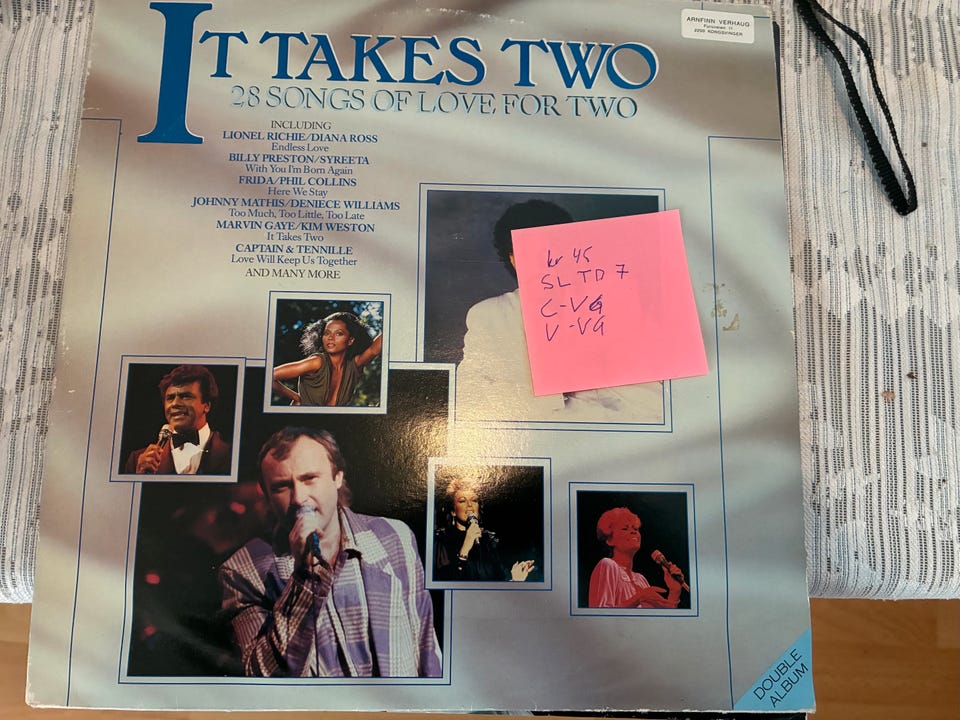 IT TAKES TWO
28 SONGS OF LOVE FOR TWO
INCLUDING
LIONEL RICHIE/DIANA ROSS
Endless Love
BILLY PRESTON/SYREETA
With You I'm Born Again
FRIDA/PHIL COLLINS
Here We Stay
JOHNNY MATHIS/DENIECE WILLIAMS
Too Much, Too Little, Too Late
MARVIN GAYE/KIM WESTON
It Takes Two
CAPTAIN & TENNILLE
Love Will Keep Us Together
AND MANY MORE
ARNFINN VERHAUG
2200 KONGSVINGER
kr 45
SLTD 7
C-VG
V-VG
DOUBLE
ALBUM